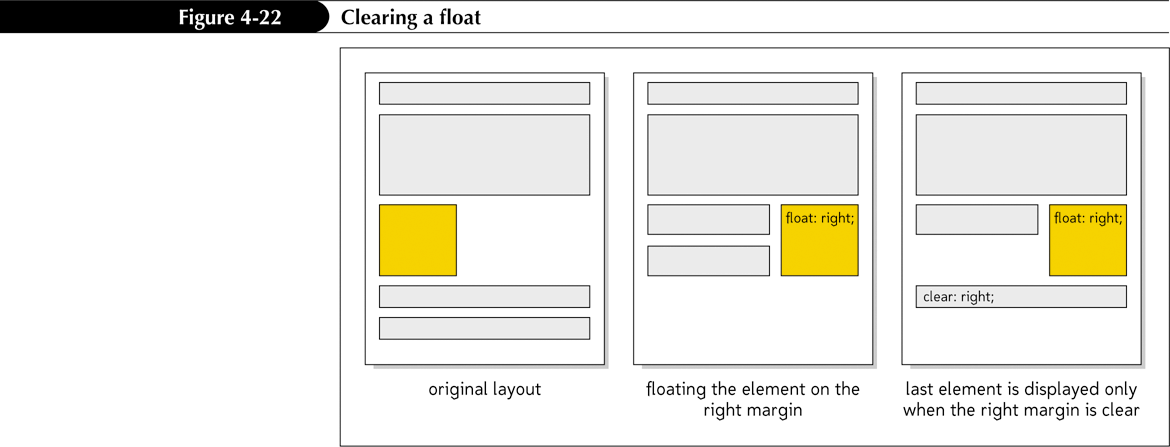 Figure 4-22
Clearing a float
float: right;
float: right;
clear: right;
original layout
floating the element on the
right margin
last element is displayed only
when the right margin is clear